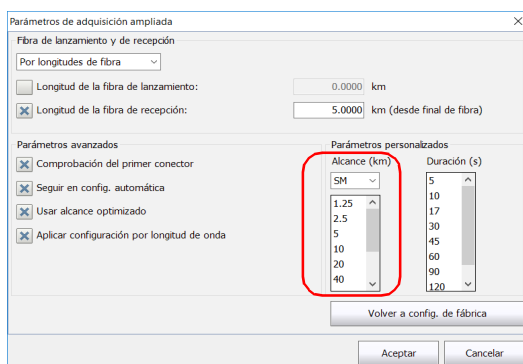 Parámetros de adquisición ampliada
Fibra de lanzamiento y de recepción
Por longitudes de fibra
Longitud de la fibra de lanzamiento:
0.0000 km
Longitud de la fibra de recepción:
5.0000 km (desde final de fibra)
Parámetros avanzados
Comprobación del primer conector
Seguir en config. automática
Usar alcance optimizado
Aplicar configuración por longitud de onda
Parámetros personalizados
Alcance (km)
SM
1.25
2.5
5
10
20
40
Duración (s)
5
10
17
30
45
60
90
120
Volver a config. de fábrica
Aceptar
Cancelar